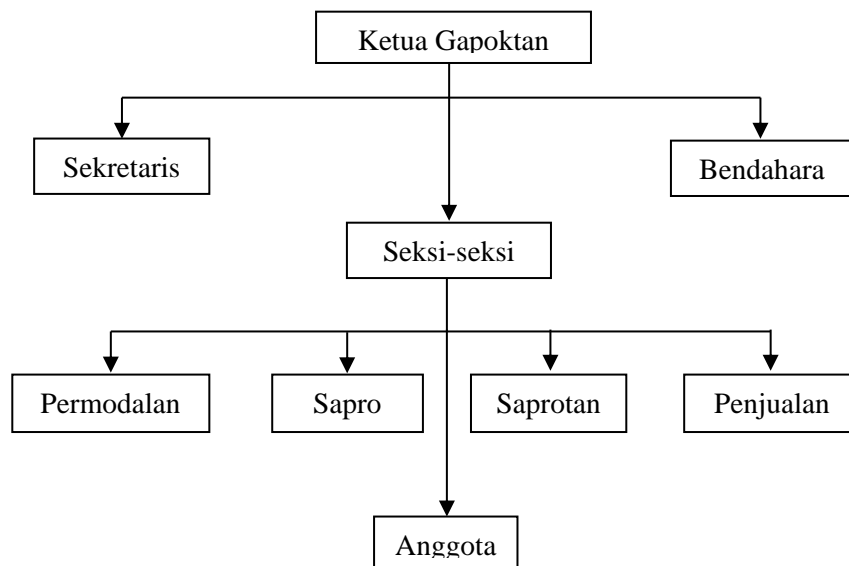 Ketua Gapoktan
Sekretaris
Bendahara
Seksi-seksi
Permodalan
Sapro
Saprotan
Penjualan
Anggota